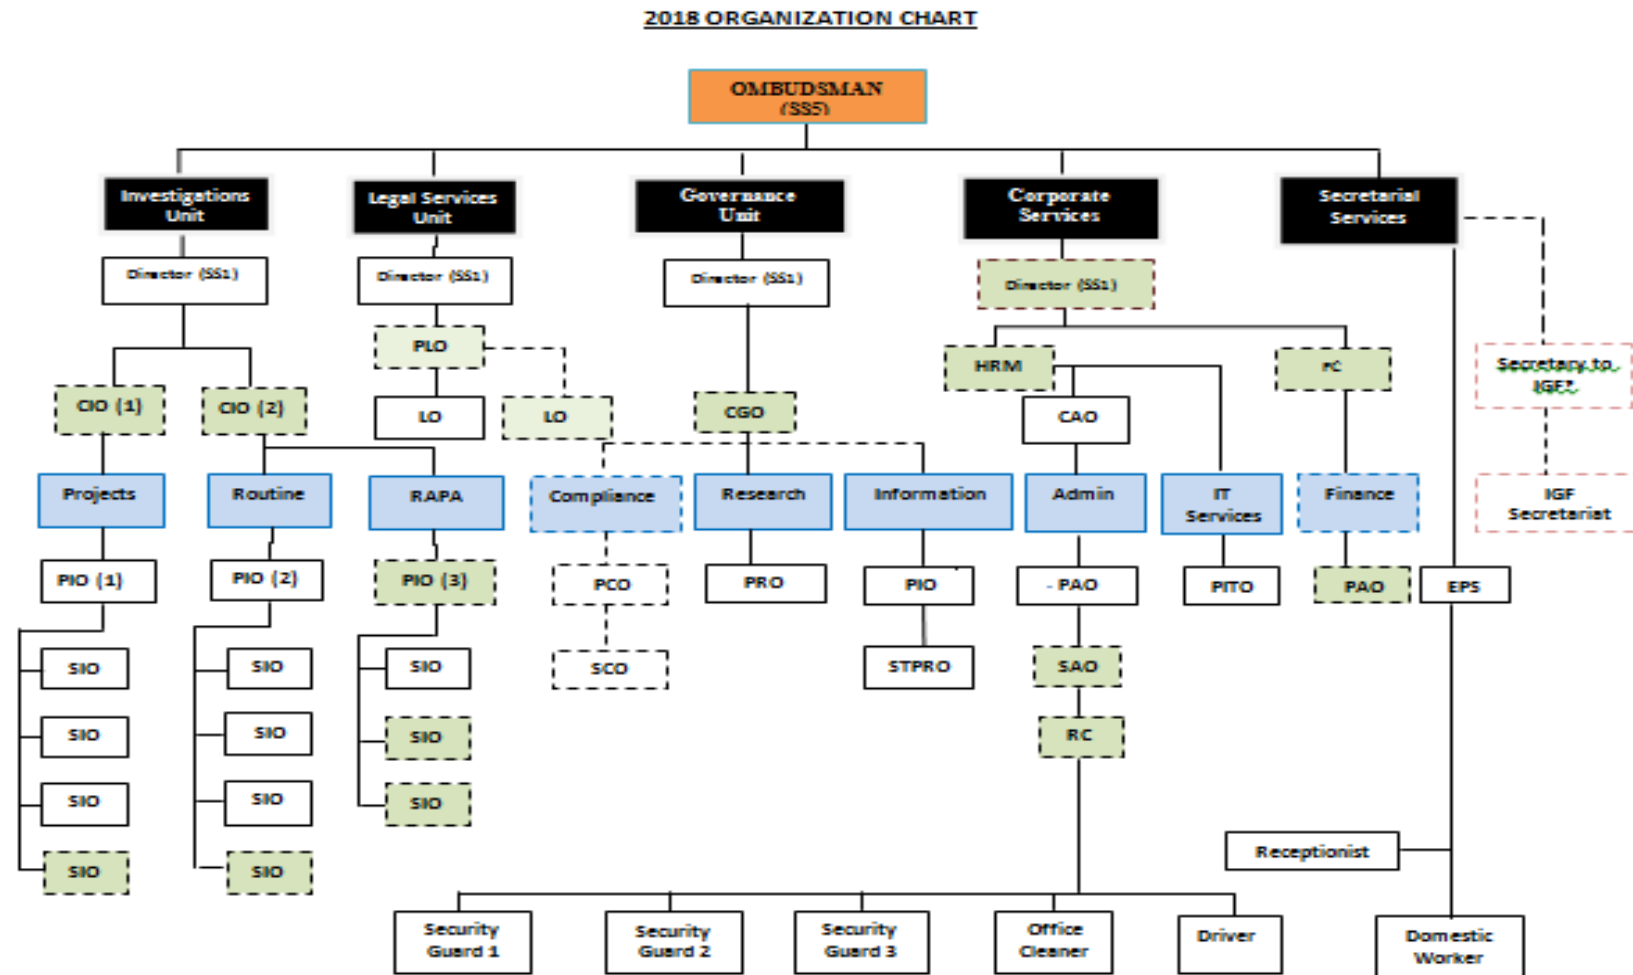 2018 ORGANIZATION CHART
OMBUDSMAN
(SS5)
Investigations
Unit
Legal Services
Unit
Governance
Unit
Corporate
Services
Secretarial
Services
Director (SS1)
Director (SS1)
Director (SS1)
Director (SS1)
PLO
HRM
FC
Secretary to
IGF?
CIO (1)
CIO (2)
LO
LO
CGO
CAO
Projects
Routine
RAPA
Compliance
Research
Information
Admin
IT
Services
Finance
IGF
Secretariat
PIO (1)
PIO (2)
PIO (3)
PCO
PRO
PIO
- PAO
PITO
PAO
EPS
SIO
SIO
SIO
SCO
STPRO
SAO
SIO
SIO
SIO
RC
SIO
SIO
SIO
SIO
SIO
Receptionist
Security
Guard 1
Security
Guard 2
Security
Guard 3
Office
Cleaner
Driver
Domestic
Worker